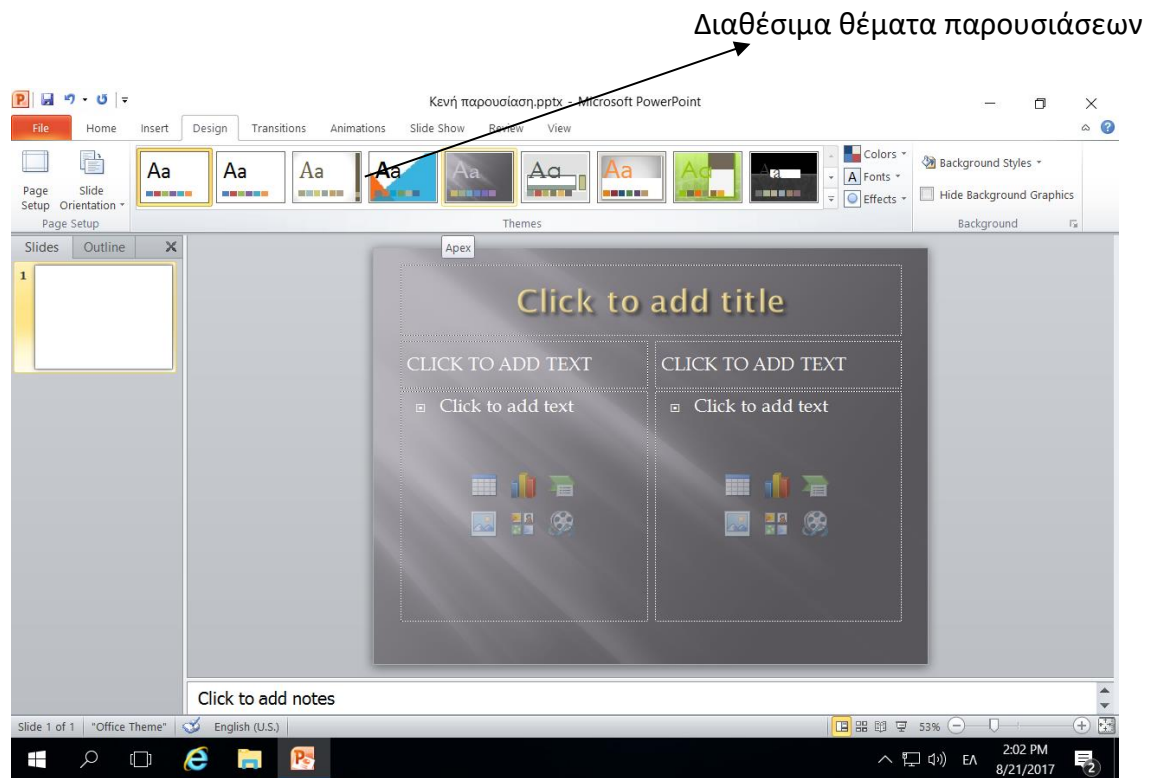 Διαθέσιμα θέματα παρουσιάσεων
Κενή παρουσίαση.pptx - Microsoft PowerPoint
File Home Insert Design Transitions Animations Slide Show Review View
Aa Aa Aa Aa Aa Aa Aa Aa Aa
Colors
Fonts
Effects
Background Styles
Hide Background Graphics
Page Setup
Slide Orientation
Page Setup Themes Background
Slides Outline
Apex
1
Click to add title
CLICK TO ADD TEXT CLICK TO ADD TEXT
Click to add text Click to add text
Click to add notes
Slide 1 of 1 "Office Theme" English (U.S.) 53%
ΕΛ 2:02 PM
8/21/2017 2